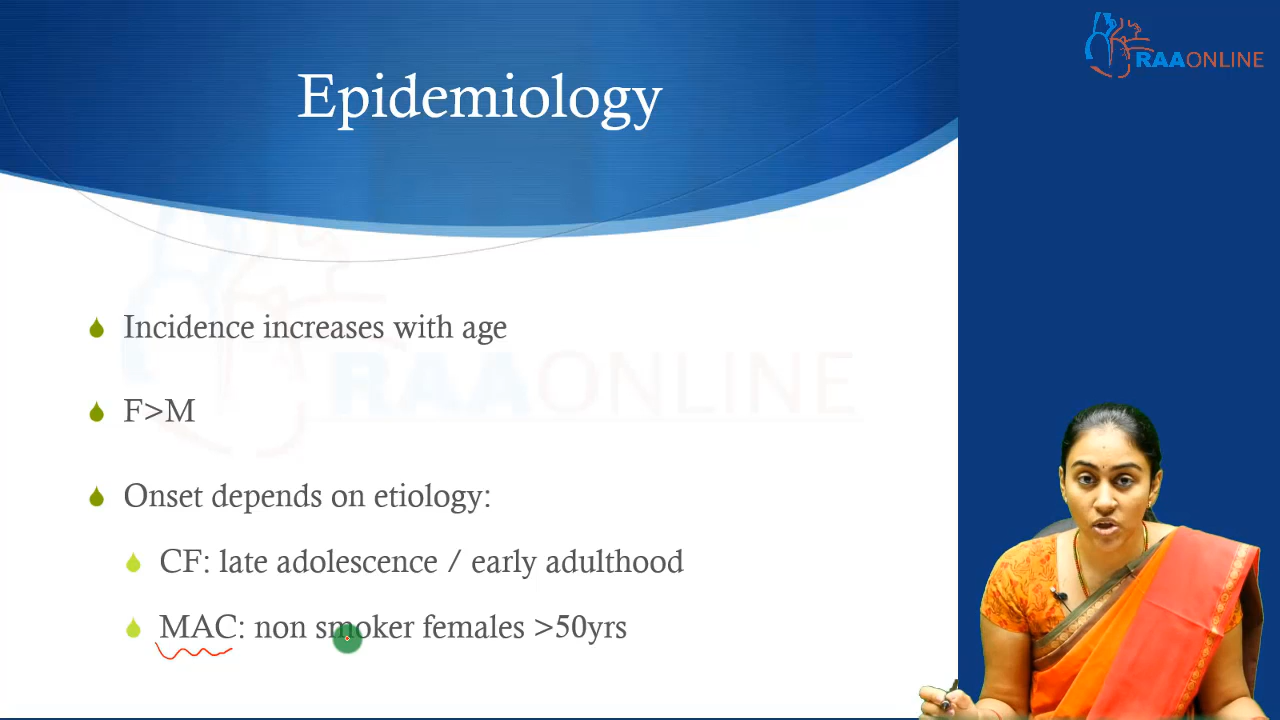 Epidemiology
RAAONLINE
Incidence increases with age
RAAONLINE
F>M
Onset depends on etiology:
CF: late adolescence / early adulthood
MAC: non smoker females >50yrs